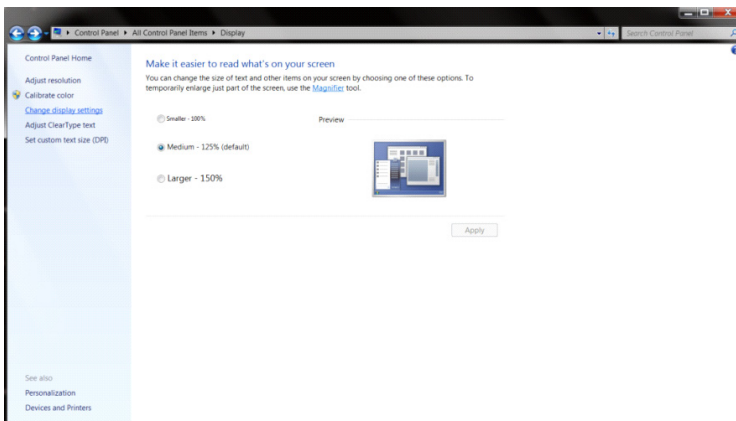 Control Panel ▸ All Control Panel Items ▸ Display
Search Control Panel
Control Panel Home
Adjust resolution
Calibrate color
Change display settings
Adjust ClearType text
Set custom text size (DPI)
See also
Personalization
Devices and Printers
Make it easier to read what's on your screen
You can change the size of text and other items on your screen by choosing one of these options. To
temporarily enlarge just part of the screen, use the Magnifier tool.
Smaller - 100%
Preview
Medium - 125% (default)
Larger - 150%
Apply